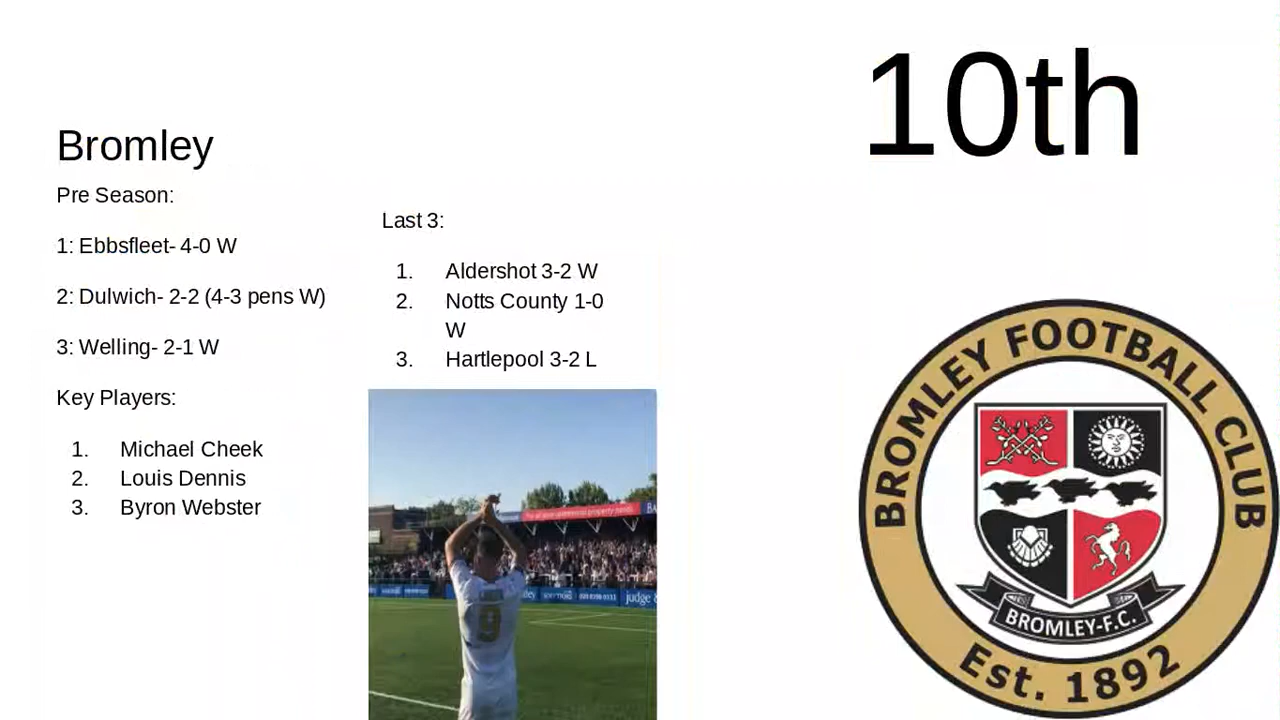 10th
Bromley
Pre Season:
1: Ebbsfleet- 4-0 W
2: Dulwich- 2-2 (4-3 pens W)
3: Welling- 2-1 W
Key Players:
1. Michael Cheek
2. Louis Dennis
3. Byron Webster
Last 3:
1. Aldershot 3-2 W
2. Notts County 1-0
W
3. Hartlepool 3-2 L
9
judge &
BROMLEY FOOTBALL CLUB
BROMLEY-F.C.
Est. 1892